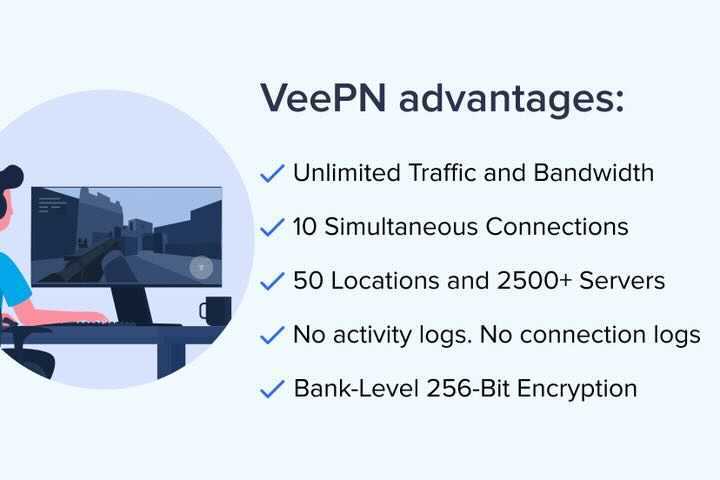 VeePN advantages:
Unlimited Traffic and Bandwidth
10 Simultaneous Connections
50 Locations and 2500+ Servers
No activity logs. No connection logs
Bank-Level 256-Bit Encryption